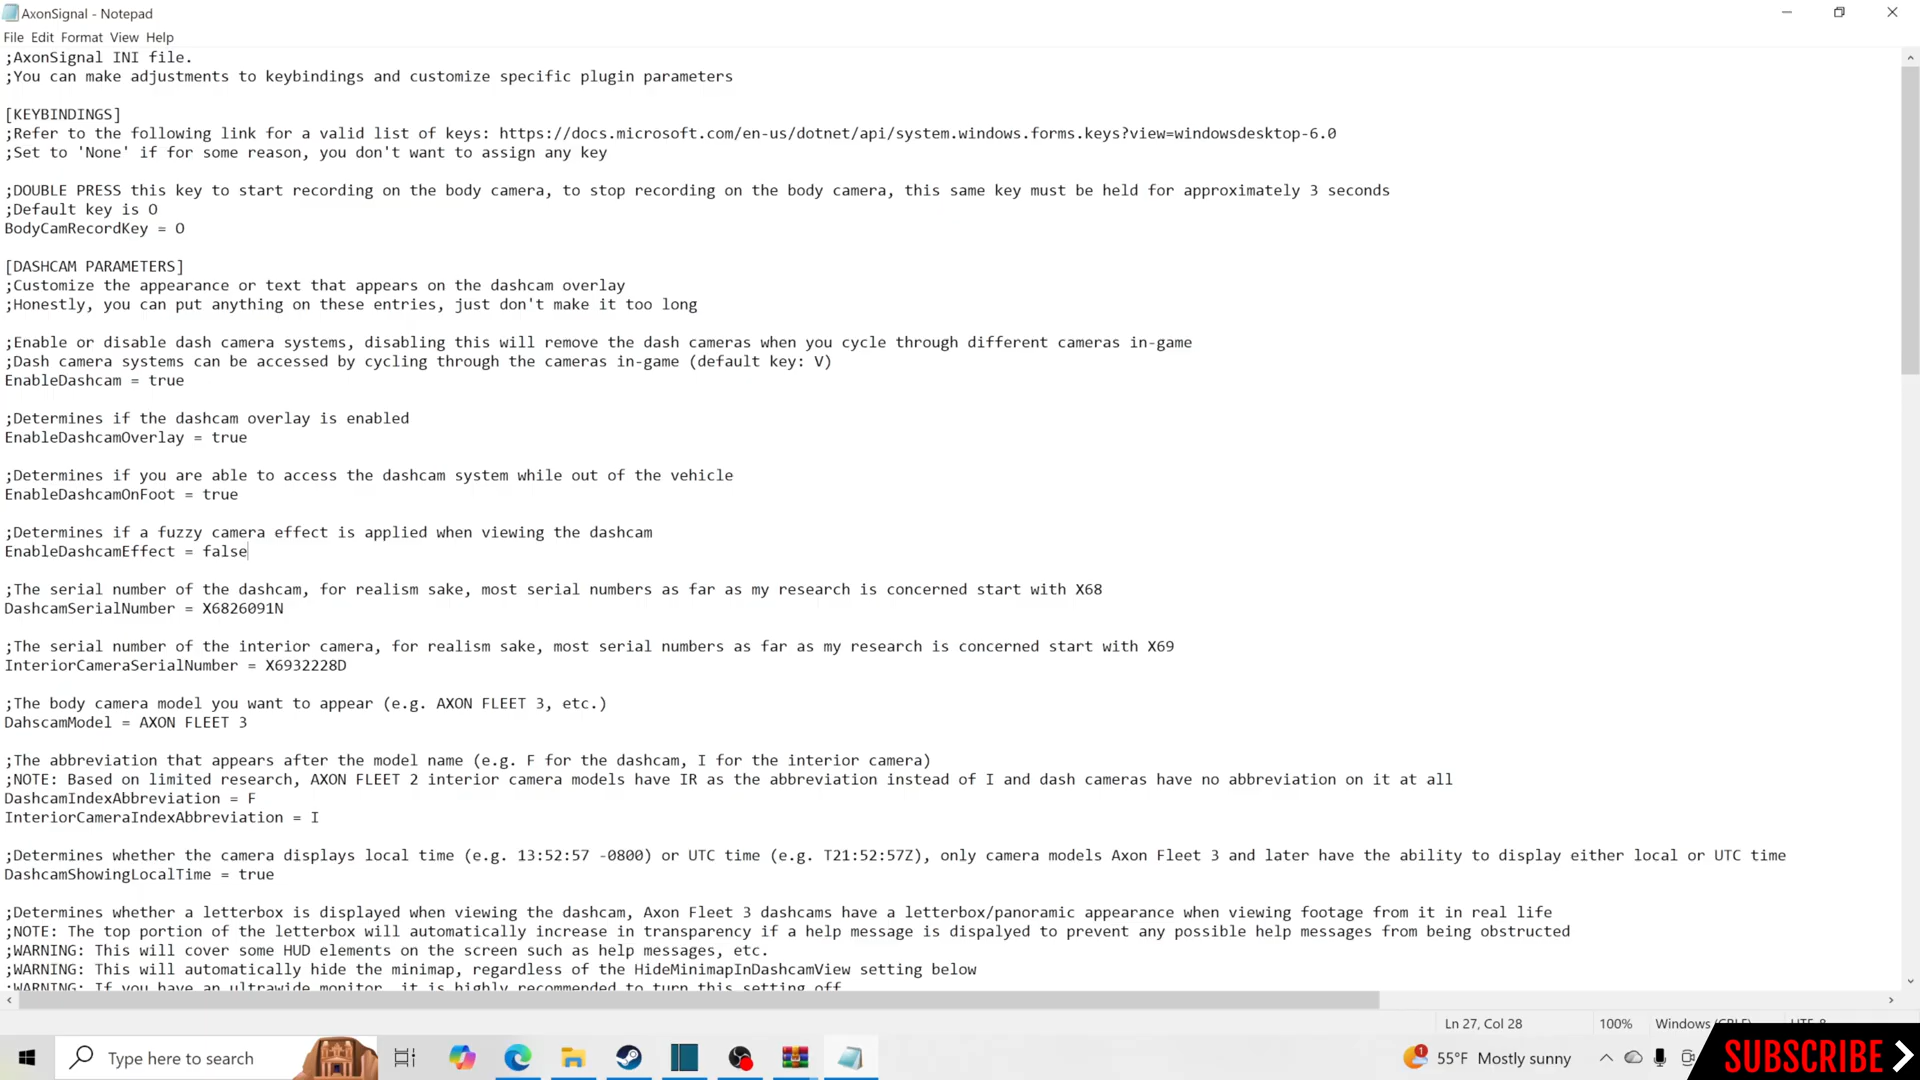 AxonSignal - Notepad
File Edit Format View Help
;AxonSignal INI file.
;You can make adjustments to keybindings and customize specific plugin parameters
[KEYBINDINGS]
;Refer to the following link for a valid list of keys: https://docs.microsoft.com/en-us/dotnet/api/system.windows.forms.keys?view=windowsdesktop-6.0
;Set to 'None' if for some reason, you don't want to assign any key
;DOUBLE PRESS this key to start recording on the body camera, to stop recording on the body camera, this same key must be held for approximately 3 seconds
;Default key is O
BodyCamRecordKey = O
[DASHCAM PARAMETERS]
;Customize the appearance or text that appears on the dashcam overlay
;Honestly, you can put anything on these entries, just don't make it too long
;Enable or disable dash camera systems, disabling this will remove the dash cameras when you cycle through different cameras in-game
;Dash camera systems can be accessed by cycling through the cameras in-game (default key: V)
EnableDashcam = true
;Determines if the dashcam overlay is enabled
EnableDashcamOverlay = true
;Determines if you are able to access the dashcam system while out of the vehicle
EnableDashcamOnFoot = true
;Determines if a fuzzy camera effect is applied when viewing the dashcam
EnableDashcamEffect = false
;The serial number of the dashcam, for realism sake, most serial numbers as far as my research is concerned start with X68
DashcamSerialNumber = X6826091N
;The serial number of the interior camera, for realism sake, most serial numbers as far as my research is concerned start with X69
InteriorCameraSerialNumber = X6932228D
;The body camera model you want to appear (e.g. AXON FLEET 3, etc.)
DahscamModel = AXON FLEET 3
;The abbreviation that appears after the model name (e.g. F for the dashcam, I for the interior camera)
;NOTE: Based on limited research, AXON FLEET 2 interior camera models have IR as the abbreviation instead of I and dash cameras have no abbreviation on it at all
DashcamIndexAbbreviation = F
InteriorCameraIndexAbbreviation = I
;Determines whether the camera displays local time (e.g. 13:52:57 -0800) or UTC time (e.g. T21:52:57Z), only camera models Axon Fleet 3 and later have the ability to display either local or UTC time
DashcamShowingLocalTime = true
;Determines whether a letterbox is displayed when viewing the dashcam, Axon Fleet 3 dashcams have a letterbox/panoramic appearance when viewing footage from it in real life
;NOTE: The top portion of the letterbox will automatically increase in transparency if a help message is dispalyed to prevent any possible help messages from being obstructed
;WARNING: This will cover some HUD elements on the screen such as help messages, etc.
;WARNING: This will automatically hide the minimap, regardless of the HideMinimapInDashcamView setting below
;WARNING: If you have an ultrawide monitor, it is highly recommended to turn this setting off
Ln 27, Col 28
100%
Windows (CRLF)
UTF-8
Type here to search
1
55°F Mostly sunny
SUBSCRIBE